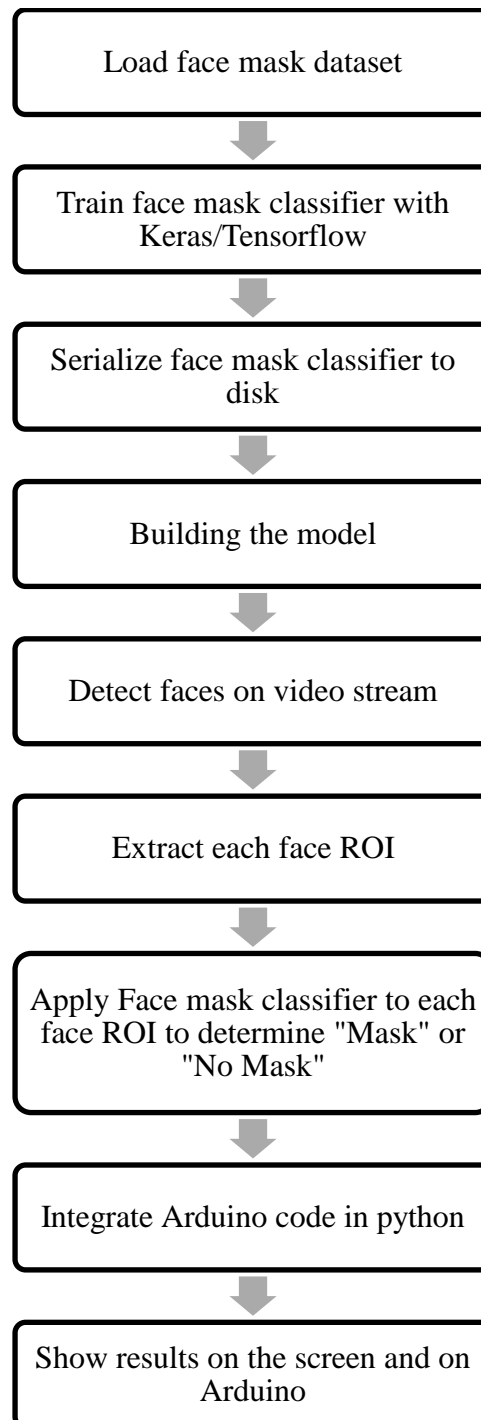 Load face mask dataset
Train face mask classifier with
Keras/Tensorflow
Serialize face mask classifier to
disk
Building the model
Detect faces on video stream
Extract each face ROI
Apply Face mask classifier to each
face ROI to determine "Mask" or
"No Mask"
Integrate Arduino code in python
Show results on the screen and on
Arduino